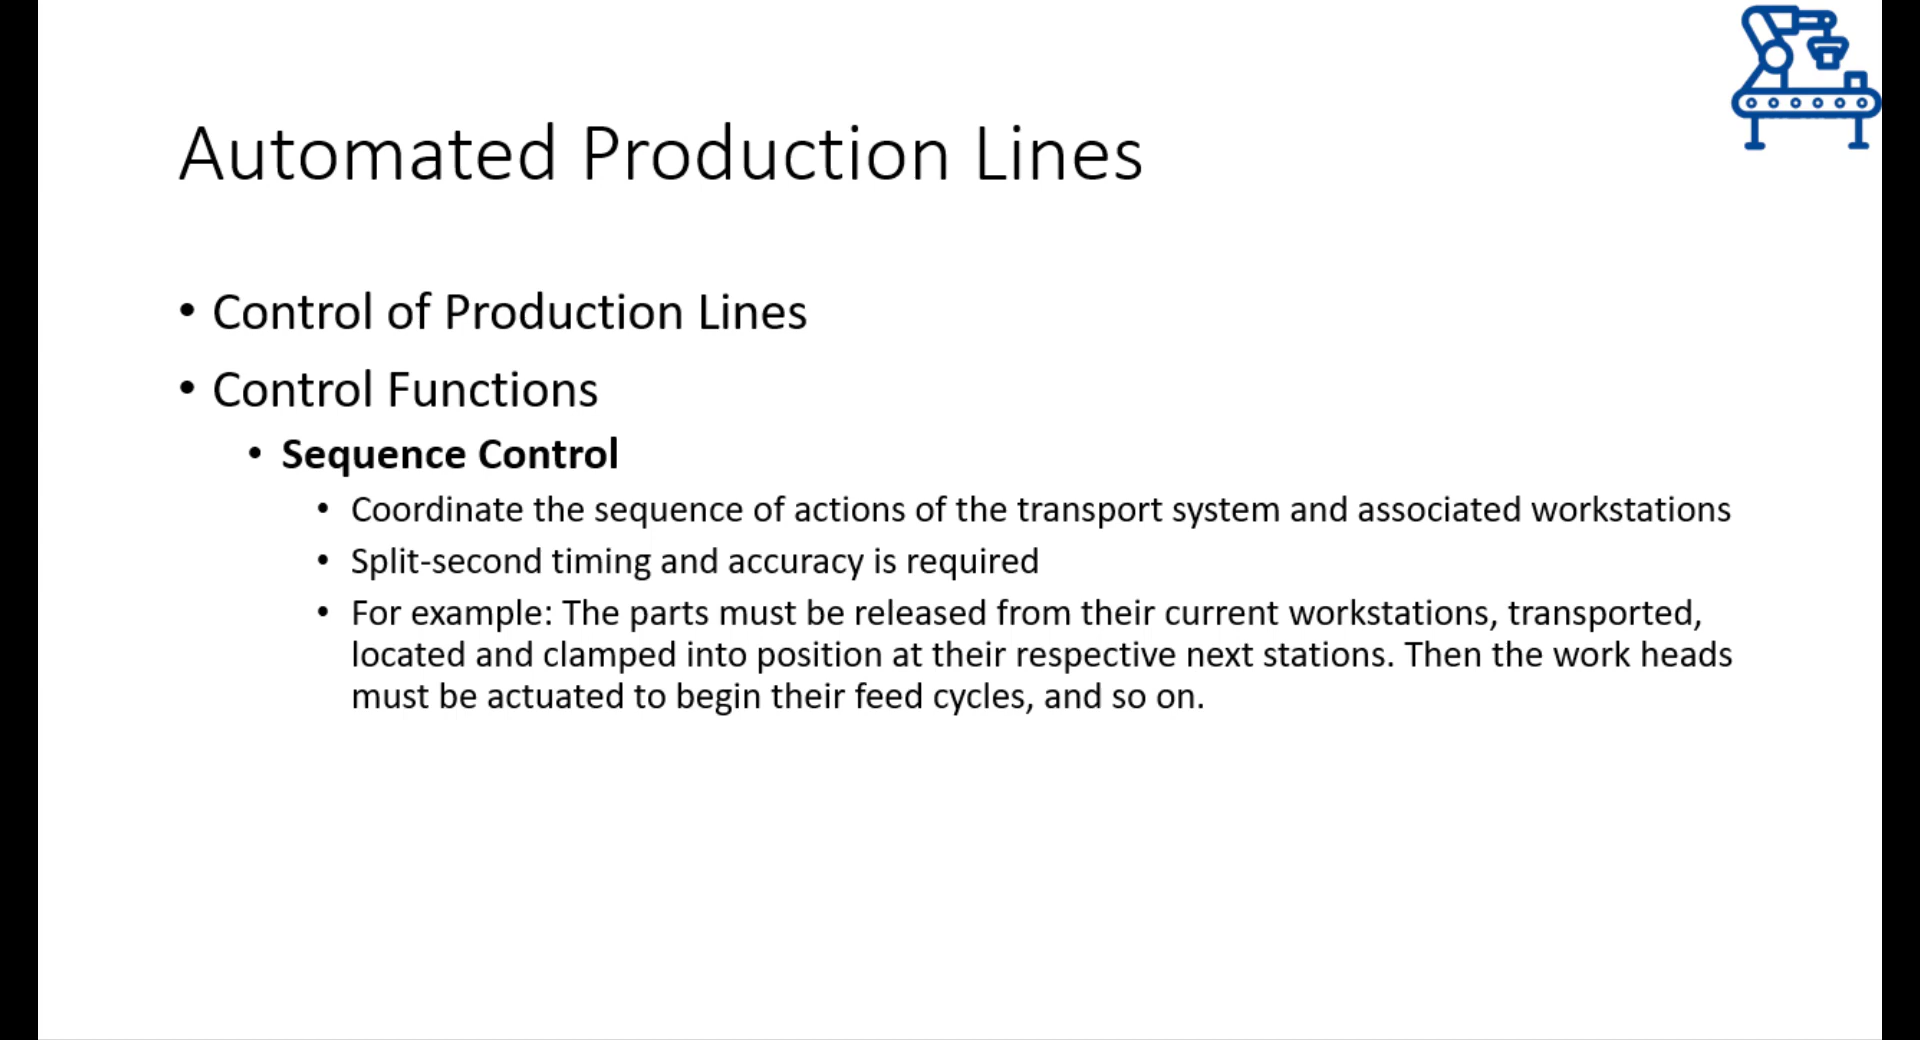 Automated Production Lines
• Control of Production Lines
• Control Functions
• Sequence Control
• Coordinate the sequence of actions of the transport system and associated workstations
• Split-second timing and accuracy is required
• For example: The parts must be released from their current workstations, transported,
located and clamped into position at their respective next stations. Then the work heads
must be actuated to begin their feed cycles, and so on.